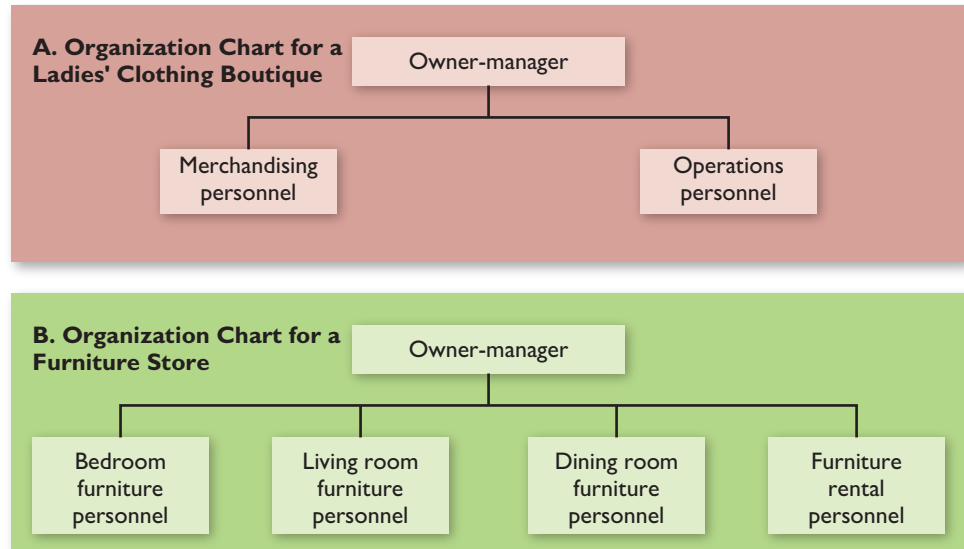 A. Organization Chart for a
Ladies' Clothing Boutique
Owner-manager
Merchandising
personnel
Operations
personnel
B. Organization Chart for a
Furniture Store
Owner-manager
Bedroom
furniture
personnel
Living room
furniture
personnel
Dining room
furniture
personnel
Furniture
rental
personnel